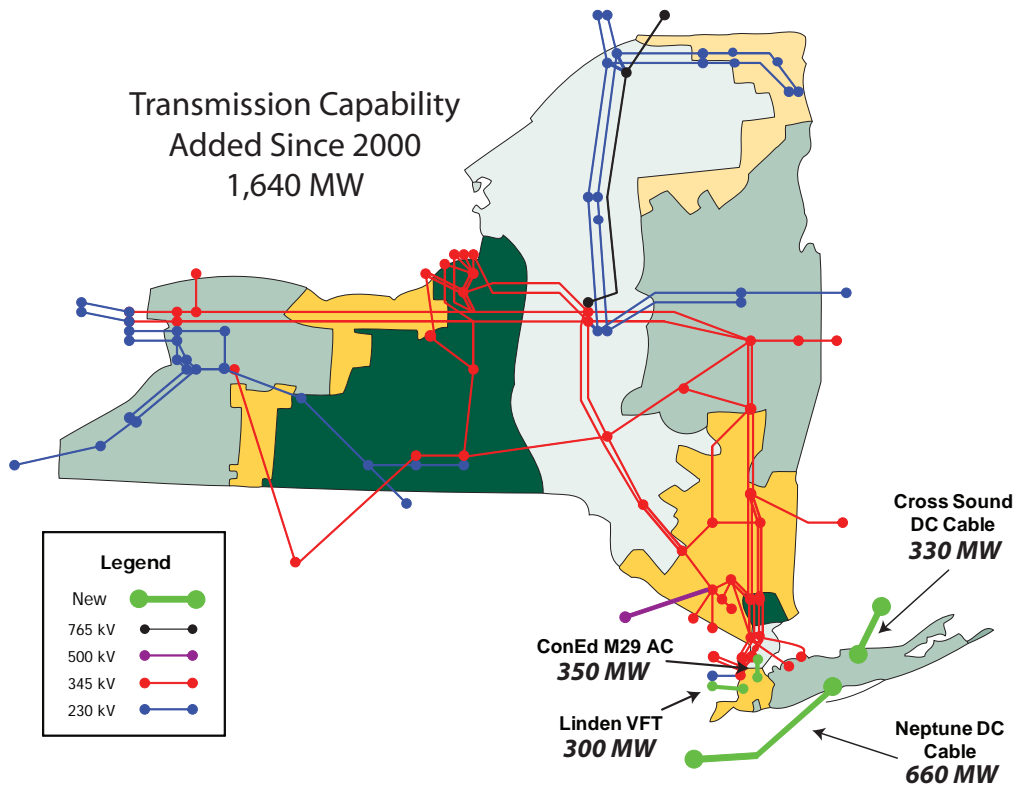 Transmission Capability
Added Since 2000
1,640 MW
Cross Sound
DC Cable
330 MW
ConEd M29 AC
350 MW
Linden VFT
300 MW
Neptune DC
Cable
660 MW
Legend
New
765 kV
500 kV
345 kV
230 kV